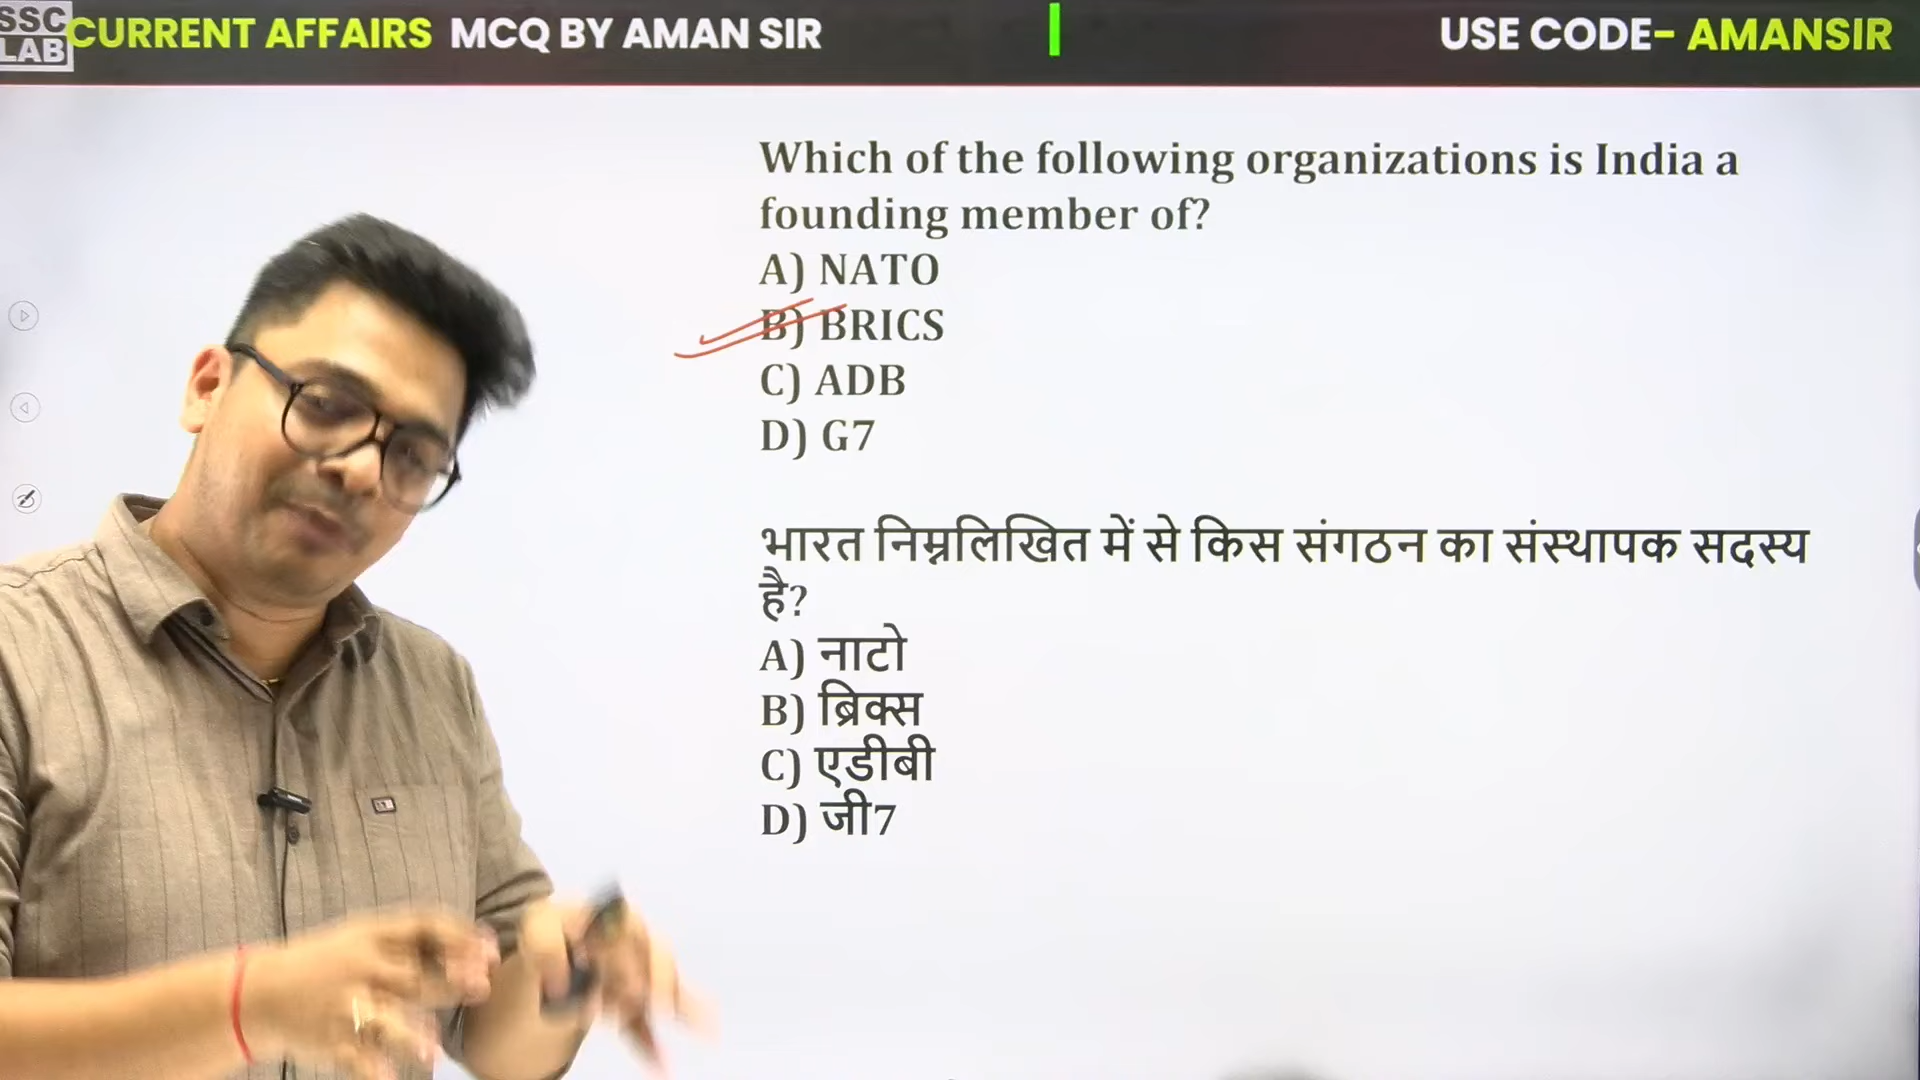 SSC
LAB
CURRENT AFFAIRS MCQ BY AMAN SIR
USE CODE- AMANSIR
Which of the following organizations is India a
founding member of?
A) NATO
B) BRICS
C) ADB
D) G7
भारत निम्नलिखित में से किस संगठन का संस्थापक सदस्य
है?
A) नाटो
B) ब्रिक्स
C) एडीबी
D) जी7